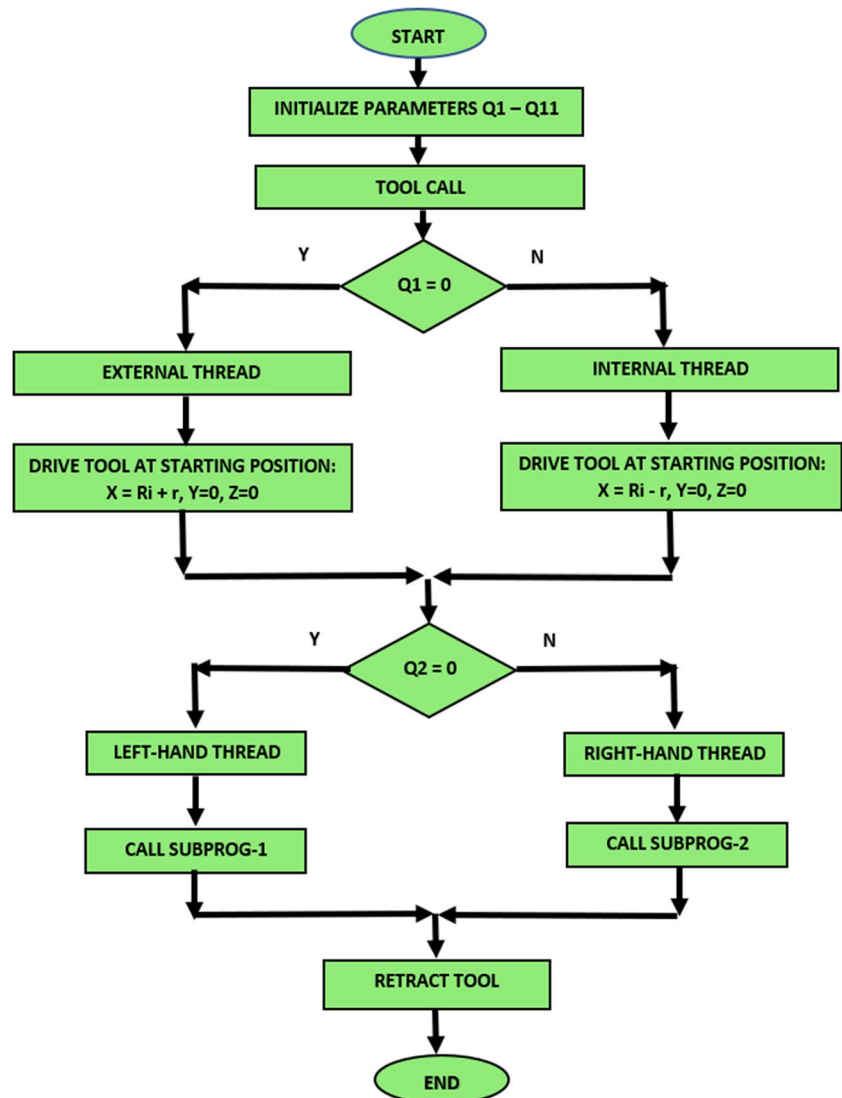 START
INITIALIZE PARAMETERS Q1 – Q11
TOOL CALL
Y
N
Q1 = 0
EXTERNAL THREAD
INTERNAL THREAD
DRIVE TOOL AT STARTING POSITION:
X = Ri + r, Y=0, Z=0
DRIVE TOOL AT STARTING POSITION:
X = Ri - r, Y=0, Z=0
Y
N
Q2 = 0
LEFT-HAND THREAD
RIGHT-HAND THREAD
CALL SUBPROG-1
CALL SUBPROG-2
RETRACT TOOL
END